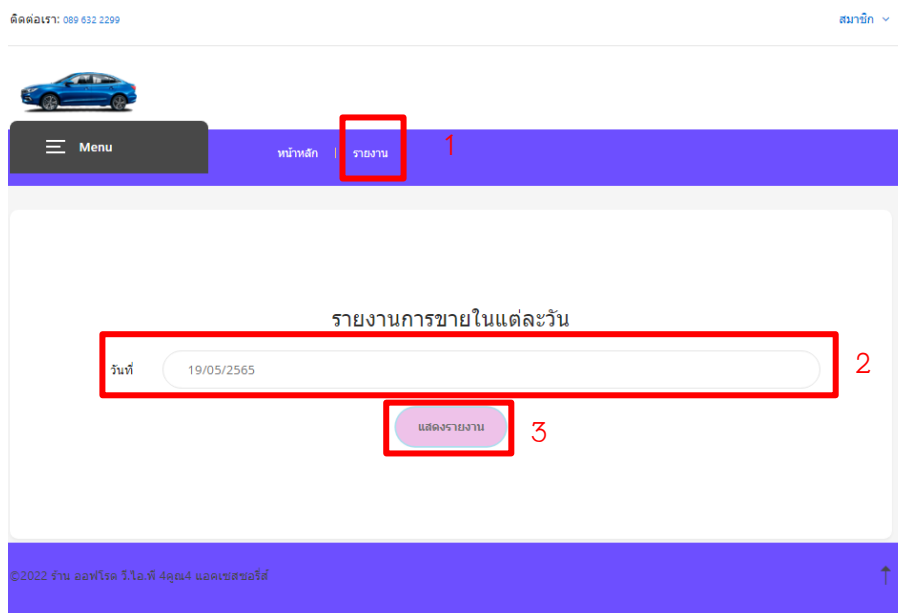 ติดต่อเรา: 089 632 2299
สมาชิก
Menu
หน้าหลัก | รายงาน
1
รายงานการขายในแต่ละวัน
วันที่ 19/05/2565
2
แสดงรายงาน
3
©2022 ร้าน ออฟโรด วี.ไอ.พี 4คูณ4 แอคเซสซอรี่ส์